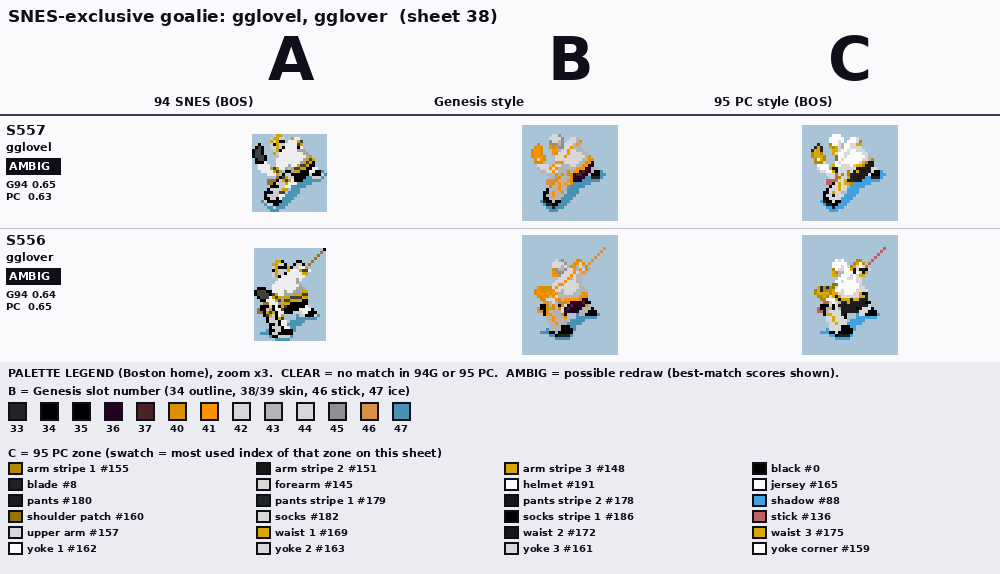 SNES-exclusive goalie: gglovel, gglover  (sheet 38)
A B C
94 SNES (BOS) Genesis style 95 PC style (BOS)
S557
gglovel
AMBIG
G94 0.65
PC  0.63
S556
gglover
AMBIG
G94 0.64
PC  0.65
PALETTE LEGEND (Boston home), zoom x3.  CLEAR = no match in 94G or 95 PC.  AMBIG = possible redraw (best-match scores shown).
B = Genesis slot number (34 outline, 38/39 skin, 46 stick, 47 ice)
33 34 35 36 37 40 41 42 43 44 45 46 47
C = 95 PC zone (swatch = most used index of that zone on this sheet)
arm stripe 1 #155 arm stripe 2 #151 arm stripe 3 #148 black #0
blade #8 forearm #145 helmet #191 jersey #165
pants #180 pants stripe 1 #179 pants stripe 2 #178 shadow #88
shoulder patch #160 socks #182 socks stripe 1 #186 stick #136
upper arm #157 waist 1 #169 waist 2 #172 waist 3 #175
yoke 1 #162 yoke 2 #163 yoke 3 #161 yoke corner #159